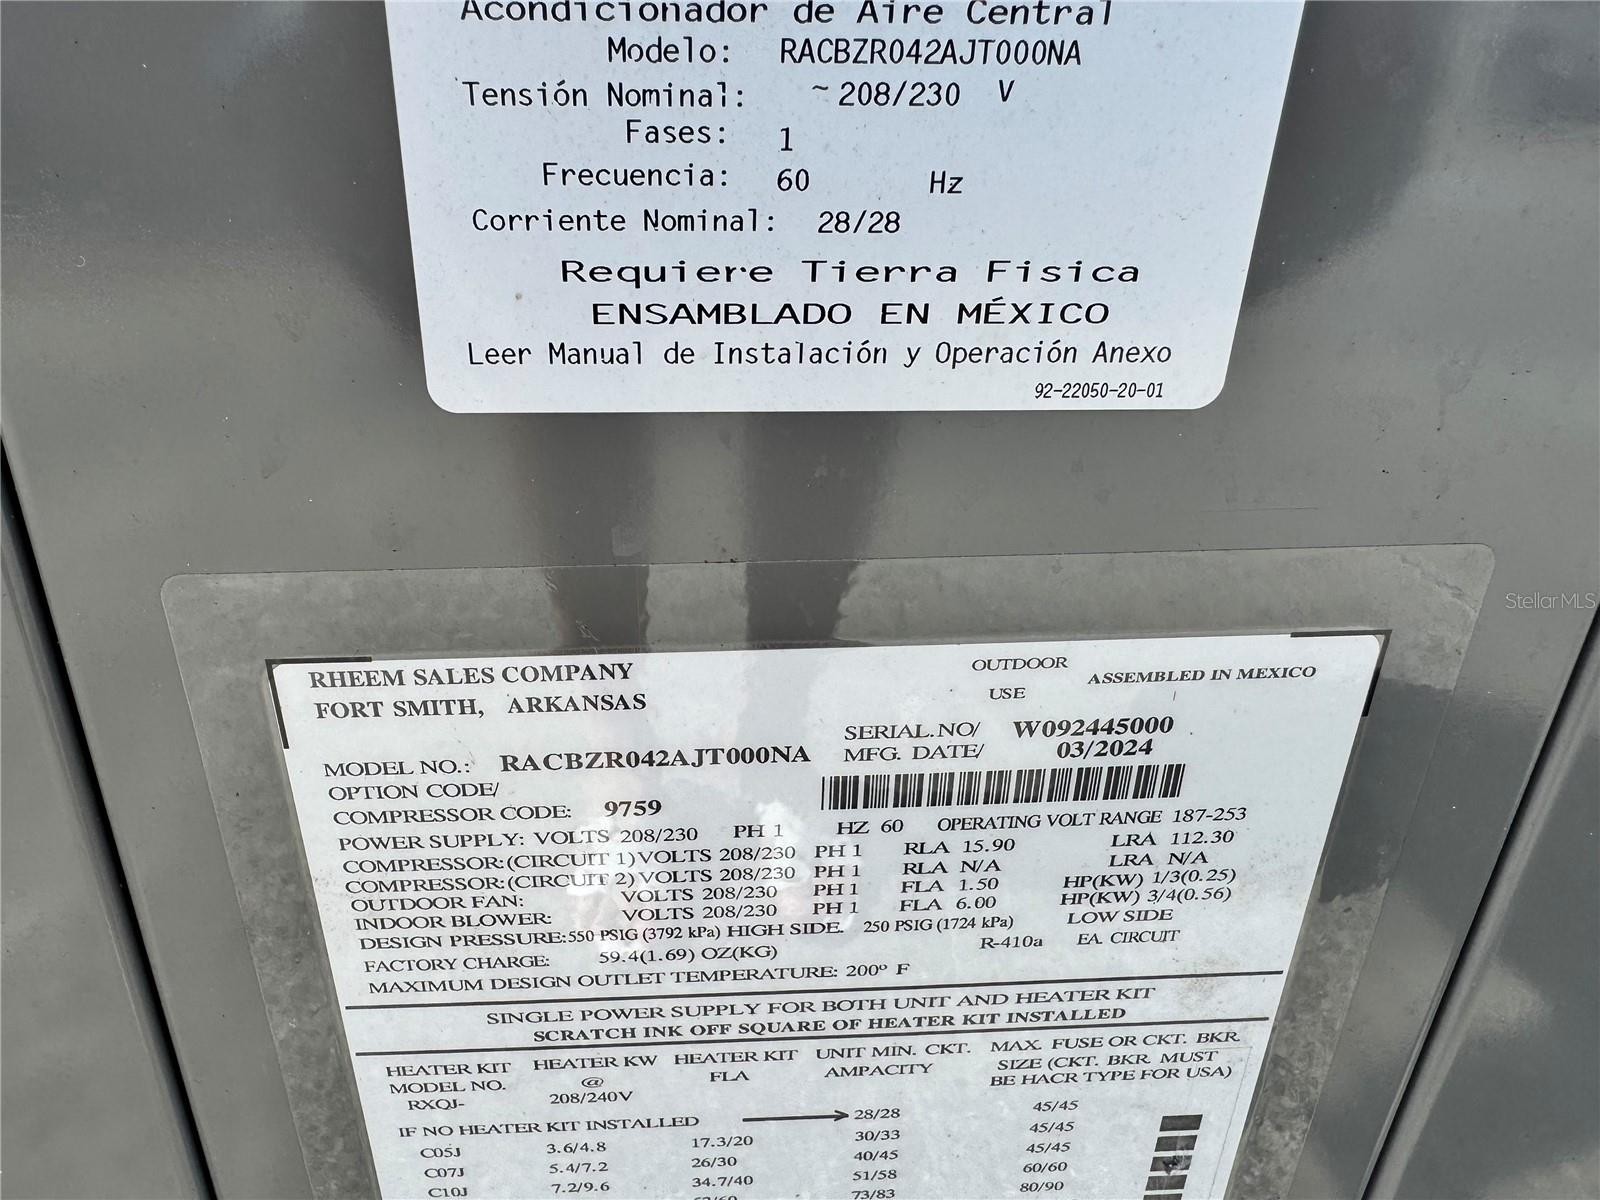 Acondicionador de Aire Central
Modelo: RACBZR042AJT000NA
Tensión Nominal: ~ 208/230 V
Fases: 1
Frecuencia: 60 Hz
Corriente Nominal: 28/28
Requiere Tierra Fisica
ENSAMBLADO EN MÉXICO
Leer Manual de Instalación y Operación Anexo
92-22050-20-01
StellarMLS
RHEEM SALES COMPANY
FORT SMITH, ARKANSAS
OUTDOOR USE
ASSEMBLED IN MEXICO
SERIAL.NO/ W092445000
MODEL NO.: RACBZR042AJT000NA MFG. DATE/ 03/2024
OPTION CODE/
COMPRESSOR CODE: 9759
POWER SUPPLY: VOLTS 208/230 PH 1 HZ 60 OPERATING VOLT RANGE 187-253
COMPRESSOR:(CIRCUIT 1) VOLTS 208/230 PH 1 RLA 15.90 LRA 112.30
COMPRESSOR:(CIRCUIT 2) VOLTS 208/230 PH 1 RLA N/A LRA N/A
OUTDOOR FAN: VOLTS 208/230 PH 1 FLA 1.50 HP(KW) 1/3(0.25)
INDOOR BLOWER: VOLTS 208/230 PH 1 FLA 6.00 HP(KW) 3/4(0.56)
DESIGN PRESSURE: 550 PSIG (3792 kPa) HIGH SIDE. 250 PSIG (1724 kPa) LOW SIDE
FACTORY CHARGE: 59.4(1.69) OZ(KG) R-410a EA. CIRCUIT
MAXIMUM DESIGN OUTLET TEMPERATURE: 200° F
SINGLE POWER SUPPLY FOR BOTH UNIT AND HEATER KIT
SCRATCH INK OFF SQUARE OF HEATER KIT INSTALLED
HEATER KIT HEATER KW HEATER KIT UNIT MIN. CKT. MAX. FUSE OR CKT. BKR.
MODEL NO. @ FLA AMPACITY SIZE (CKT. BKR. MUST
RXQJ- 208/240V BE HACR TYPE FOR USA)
IF NO HEATER KIT INSTALLED 28/28 45/45
C05J 3.6/4.8 17.3/20 30/33 45/45
C07J 5.4/7.2 26/30 40/45 45/45
C10J 7.2/9.6 34.7/40 51/58 60/60
73/83 80/90